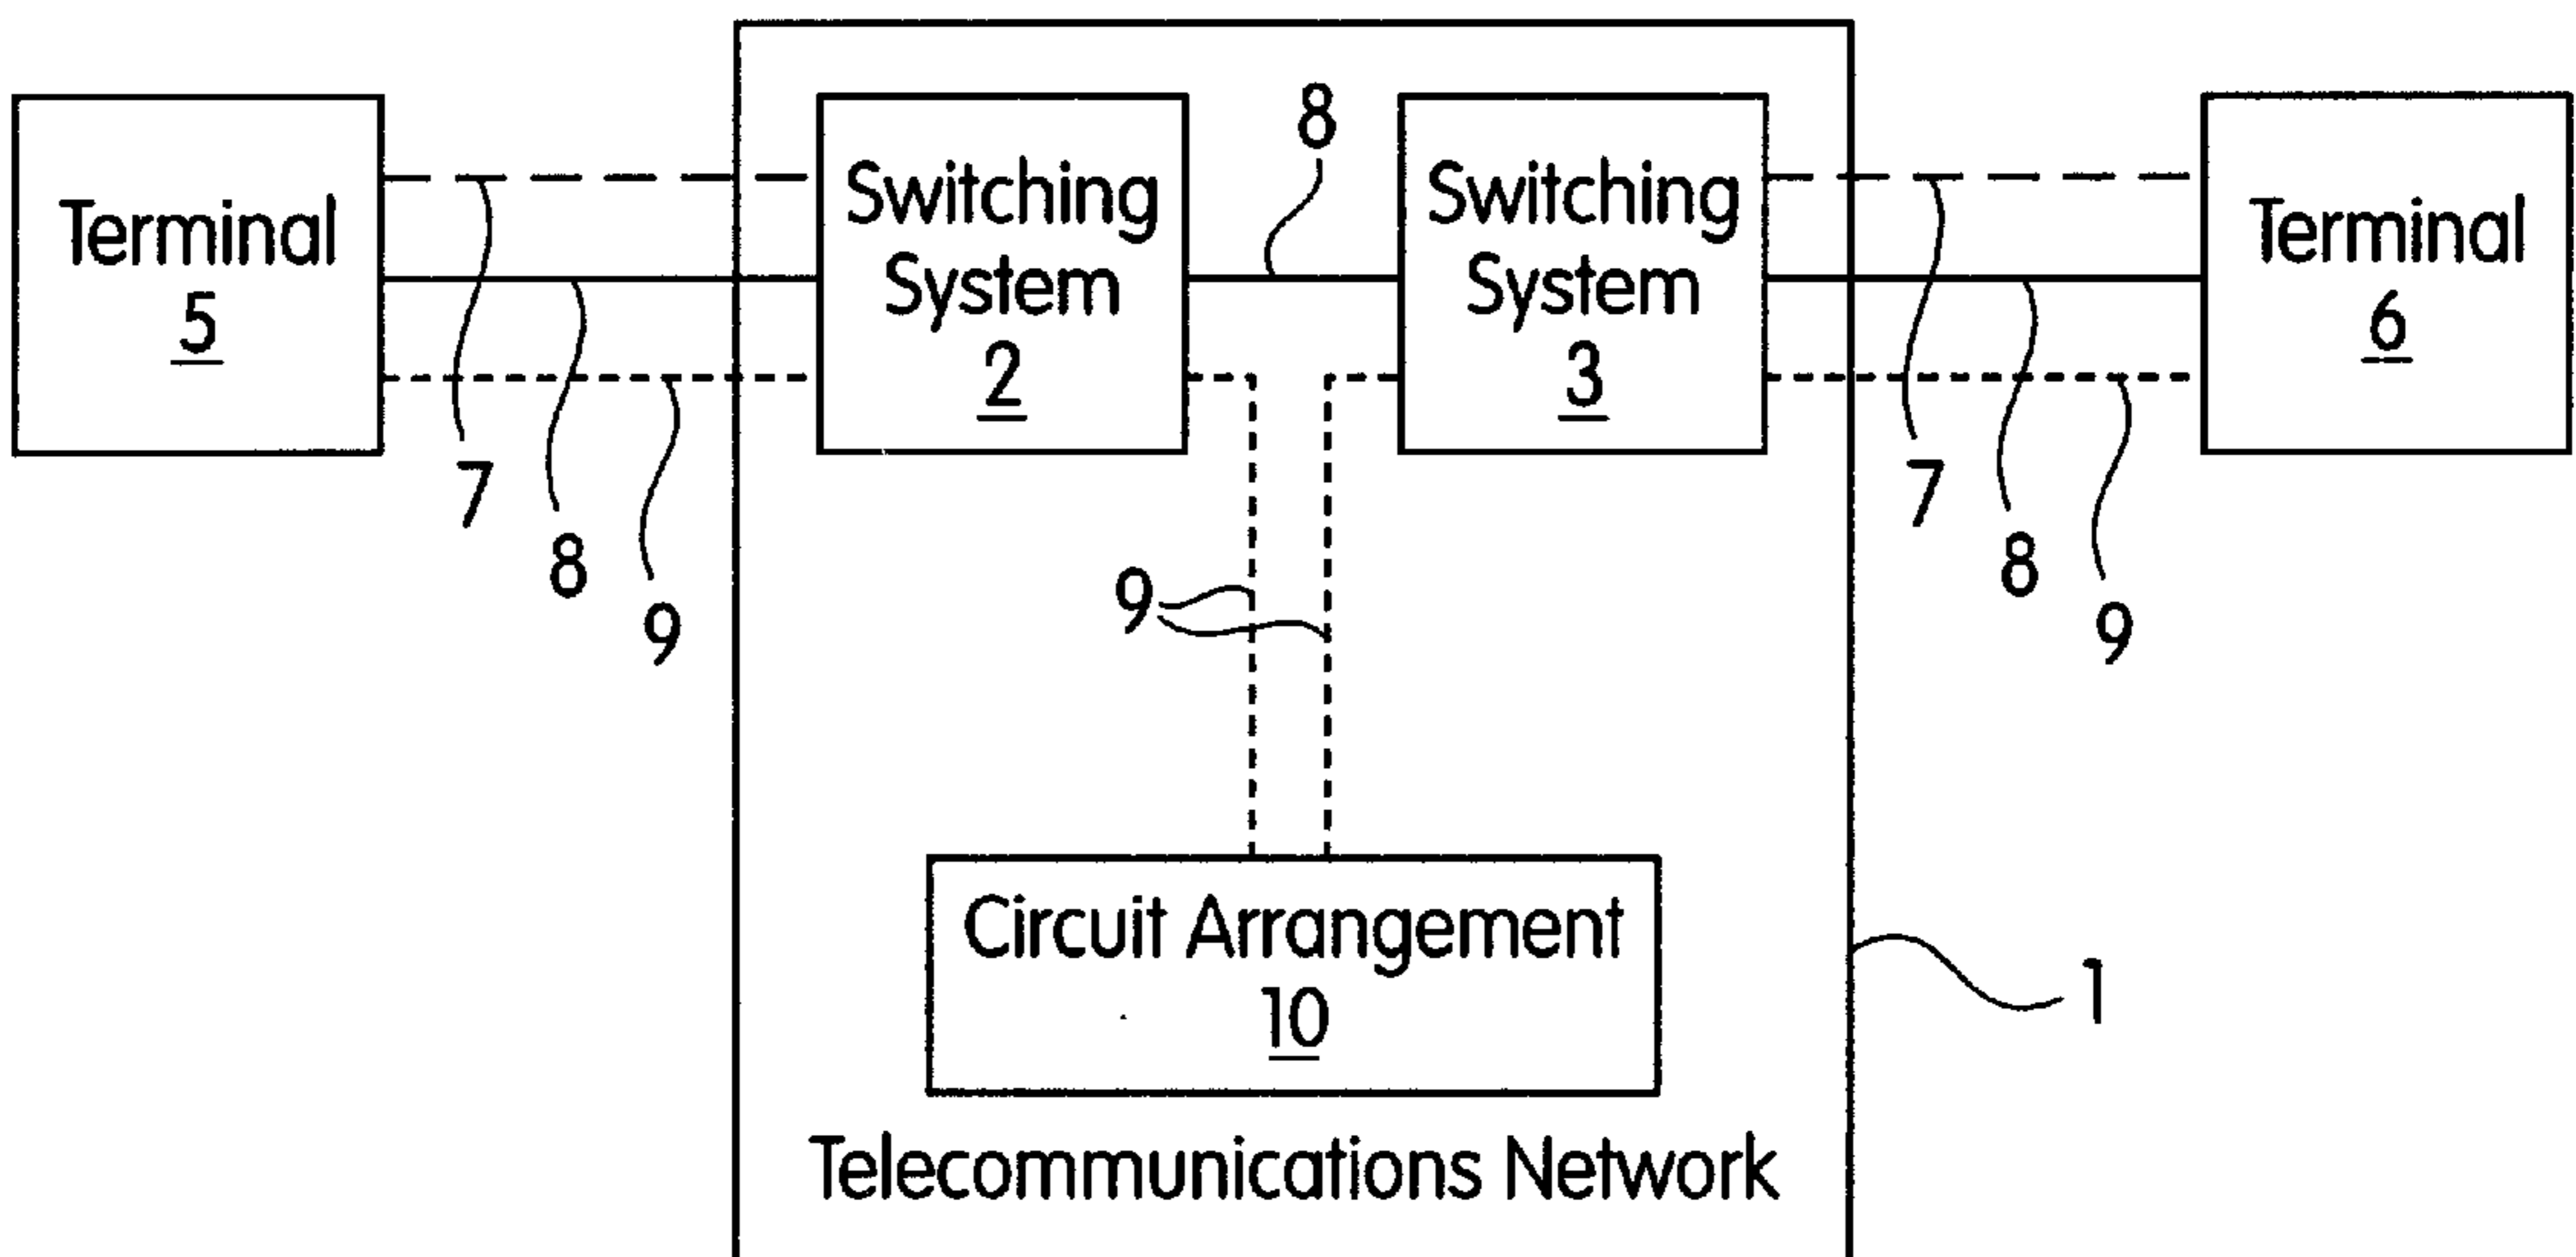 8
Terminal
5
Switching
System
2
Switching
System
3
Terminal
6
7
8
9
9
7
8
9
Circuit Arrangement
10
1
Telecommunications Network